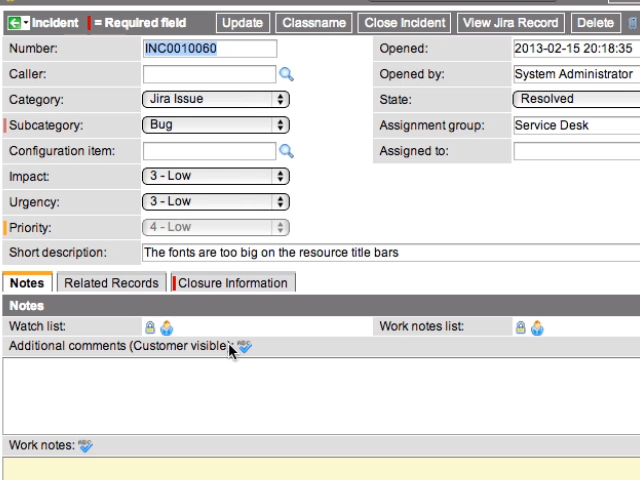 Incident | = Required field Update Classname Close Incident View Jira Record Delete
Number: INC0010060 Opened: 2013-02-15 20:18:35
Caller: Opened by: System Administrator
Category: Jira Issue State: Resolved
Subcategory: Bug Assignment group: Service Desk
Configuration item: Assigned to:
Impact: 3 - Low
Urgency: 3 - Low
Priority: 4 - Low
Short description: The fonts are too big on the resource title bars
Notes Related Records Closure Information
Notes
Watch list: Work notes list:
Additional comments (Customer visible): ABC
Work notes: ABC